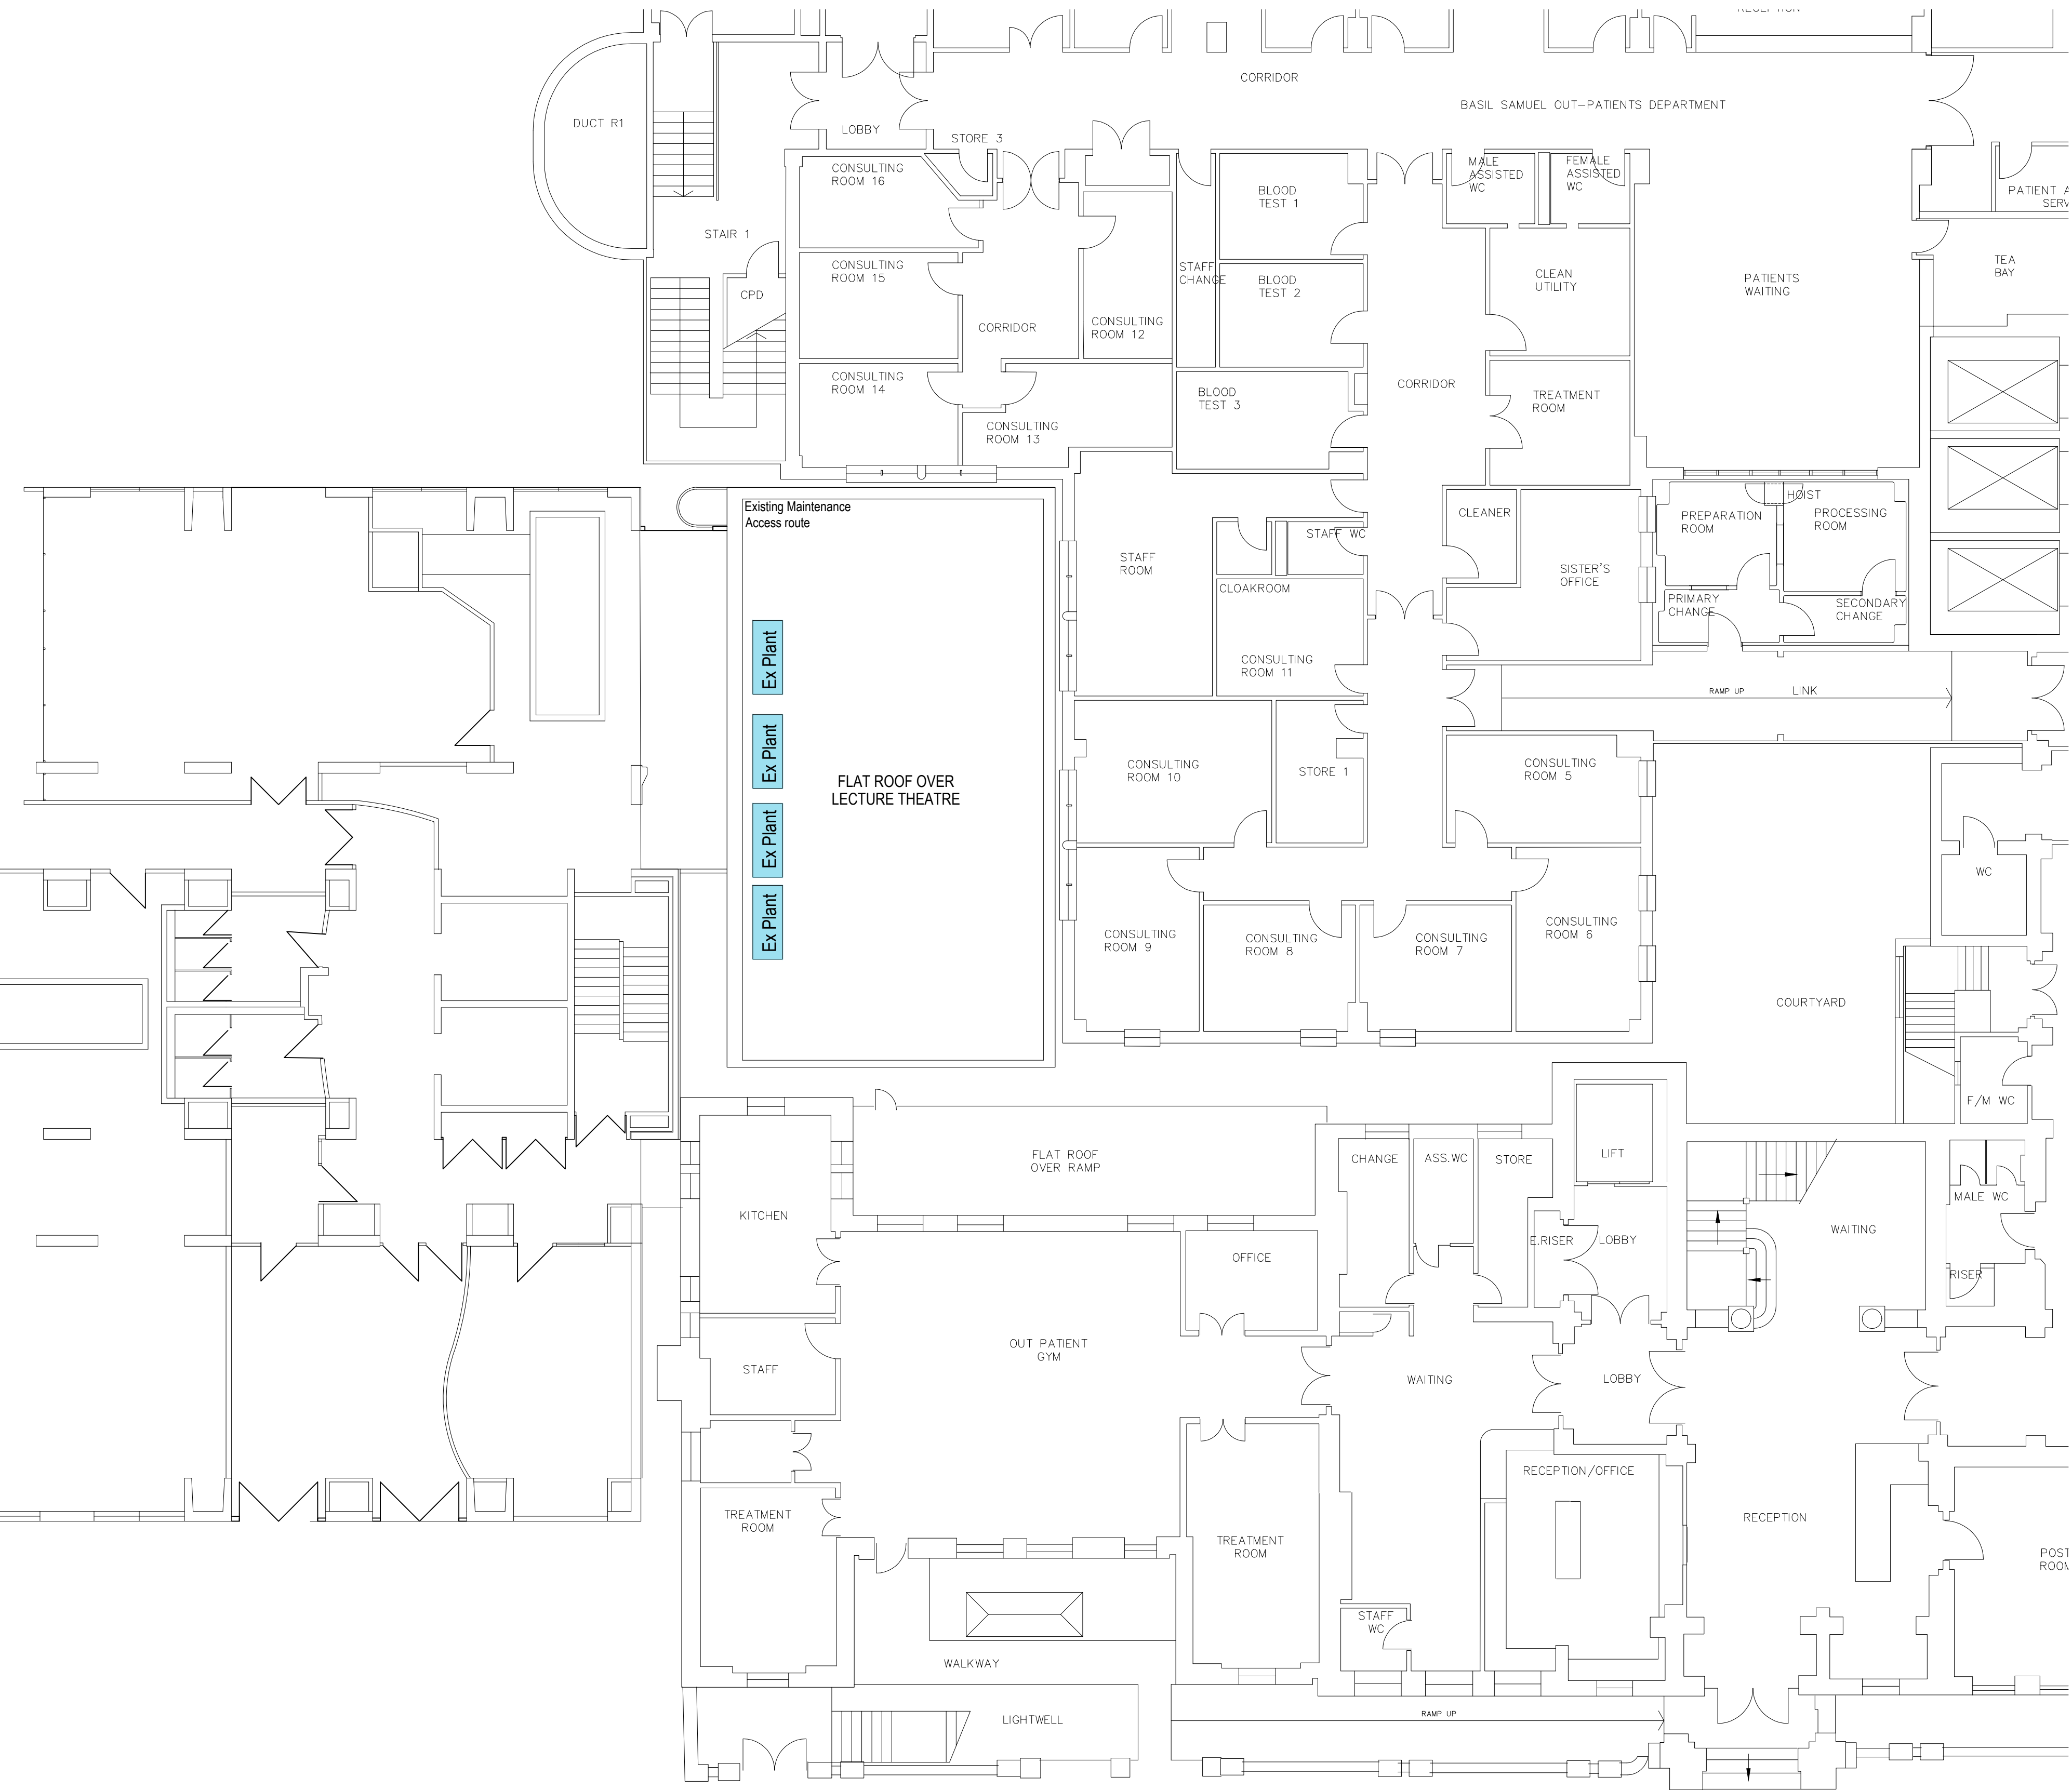 CORRIDOR
BASIL SAMUEL OUT-PATIENTS DEPARTMENT
DUCT R1
LOBBY
STORE 3
CONSULTING
ROOM 16
MALE
ASSISTED
WC
FEMALE
ASSISTED
WC
BLOOD
TEST 1
PATIENT A
SERV
STAIR 1
CONSULTING
ROOM 15
STAFF
CHANGE
BLOOD
TEST 2
CLEAN
UTILITY
PATIENTS
WAITING
TEA
BAY
CPD
CORRIDOR
CONSULTING
ROOM 12
CONSULTING
ROOM 14
BLOOD
TEST 3
CORRIDOR
TREATMENT
ROOM
CONSULTING
ROOM 13
Existing Maintenance
Access route
HOIST
CLEANER
PREPARATION
ROOM
PROCESSING
ROOM
STAFF WC
STAFF
ROOM
SISTER'S
OFFICE
CLOAKROOM
PRIMARY
CHANGE
SECONDARY
CHANGE
Ex Plant
CONSULTING
ROOM 11
RAMP UP
LINK
Ex Plant
CONSULTING
ROOM 10
STORE 1
CONSULTING
ROOM 5
FLAT ROOF OVER
LECTURE THEATRE
Ex Plant
WC
Ex Plant
CONSULTING
ROOM 9
CONSULTING
ROOM 8
CONSULTING
ROOM 7
CONSULTING
ROOM 6
COURTYARD
F/M WC
FLAT ROOF
OVER RAMP
CHANGE
ASS.WC
STORE
LIFT
MALE WC
KITCHEN
WAITING
OFFICE
E.RISER
LOBBY
RISER
OUT PATIENT
GYM
STAFF
WAITING
LOBBY
RECEPTION/OFFICE
TREATMENT
ROOM
RECEPTION
TREATMENT
ROOM
POST
ROOM
STAFF
WC
WALKWAY
LIGHTWELL
RAMP UP